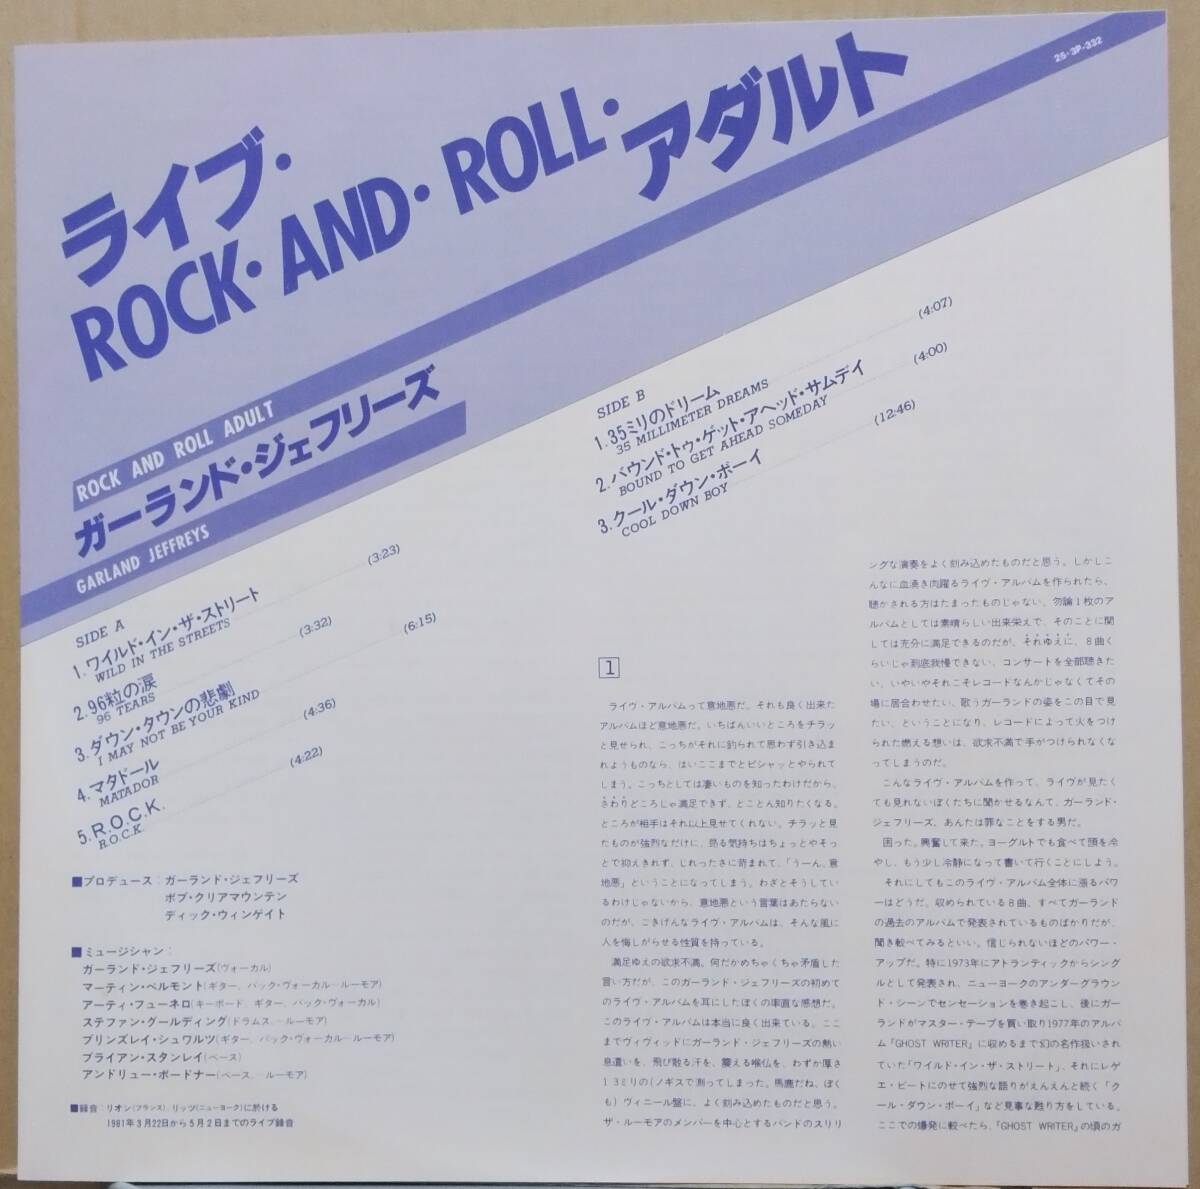 25・3P-332
ライブ・
ROCK・AND・ROLL・
アダルト
ROCK AND ROLL ADULT
ガーランド・ジェフリーズ
GARLAND JEFFREYS
SIDE A
1.ワイルド・イン・ザ・ストリート (3:23)
WILD IN THE STREETS
2.96粒の涙 (3:32)
96 TEARS
3.ダウン・タウンの悲劇 (6:15)
I MAY NOT BE YOUR KIND
4.マタドール (4:36)
MATADOR
5.R.O.C.K. (4:22)
R.O.C.K.
SIDE B
1.35ミリのドリーム (4:07)
35 MILLIMETER DREAMS
2.バウンド・トゥ・ゲット・アヘッド・サムデイ (4:00)
BOUND TO GET AHEAD SOMEDAY
3.クール・ダウン・ボーイ (12:46)
COOL DOWN BOY
■プロデュース：ガーランド・ジェフリーズ
ボブ・クリアマウンテン
ディック・ウィンゲイト
■ミュージシャン：
ガーランド・ジェフリーズ(ヴォーカル)
マーティン・ベルモント(ギター、バック・ヴォーカル—ルーモア)
アーティ・フューネロ(キーボード、ギター、バック・ヴォーカル)
ステファン・グールディング(ドラムス、—ルーモア)
ブリンズレイ・シュワルツ(ギター、バック・ヴォーカル—ルーモア)
ブライアン・スタンレイ(ベース)
アンドリュー・ボードナー(ベース、—ルーモア)
■録音：リオン(フランス)、リッツ(ニューヨーク)に於ける
1981年3月22日から5月2日までのライブ録音
1
ライヴ・アルバムって意地悪だ。それも良く出来た
アルバムほど意地悪だ。いちばんいいところをチラッ
と見せられ、こっちがそれに釣られて思わず引き込ま
れようものなら、はいここまでとピシャッとやられて
しまう。こっちとしては凄いものを知ったわけだから、
さわりどころじゃ満足できず、とことん知りたくなる。
ところが相手はそれ以上見せてくれない。チラッと見
たものが強烈なだけに、昂る気持ちはちょっとやそっ
とで抑えきれず、じれったさに苛まれて、「うーん、意
地悪」ということになってしまう。わざとそうしてい
るわけじゃないから、意地悪という言葉はあたらない
のだが、ごきげんなライヴ・アルバムは、そんな風に
人を悔しがらせる性質を持っている。
満足ゆえの欲求不満。何だかめちゃくちゃ矛盾した
言い方だが、このガーランド・ジェフリーズの初めて
のライヴ・アルバムを耳にしたぼくの率直な感想だ。
このライヴ・アルバムは本当に良く出来ている。ここ
までヴィヴィッドにガーランド・ジェフリーズの熱い
息遣いを、飛び散る汗を、震える喉仏を、わずか厚さ
1.3ミリの(ノギスで測ってしまった。馬鹿だね、ぼく
も)ヴィニール盤に、よく刻み込めたものだと思う。
ザ・ルーモアのメンバーを中心とするバンドのスリリ
ングな演奏をよく刻み込めたものだと思う。しかしこ
んなに血湧き肉躍るライヴ・アルバムを作られたら、
聴かされる方はたまったものじゃない。勿論1枚のア
ルバムとしては素晴らしい出来栄えで、そのことに関
しては充分に満足できるのだが、それゆえに、8曲く
らいじゃ到底我慢できない、コンサートを全部聴きた
い、いやいやそれこそレコードなんかじゃなくてその
場に居合わせたい、歌うガーランドの姿をこの目で見
たい、ということになり、レコードによって火をつけ
られた燃える想いは、欲求不満で手がつけられなくな
ってしまうのだ。
こんなライヴ・アルバムを作って、ライヴが見たく
ても見れないぼくたちに聞かせるなんて、ガーランド・
ジェフリーズ、あんたは罪なことをする男だ。
困った。興奮して来た。ヨーグルトでも食べて頭を冷
やし、もう少し冷静になって書いて行くことにしよう。
それにしてもこのライヴ・アルバム全体に漲るパワ
ーはどうだ。収められている8曲、すべてガーランド
の過去のアルバムで発表されているものばかりだが、
聞き較べてみるといい。信じられないほどのパワー・
アップだ。特に1973年にアトランティックからシング
ルとして発表され、ニューヨークのアンダーグラウン
ド・シーンでセンセーションを巻き起こし、後にガー
ランドがマスター・テープを買い取り1977年のアルバ
ム『GHOST WRITER』に収めるまで幻の名作扱いされ
ていた「ワイルド・イン・ザ・ストリート」、それにレゲ
エ・ビートにのせて強烈な語りがえんえんと続く「ク
ール・ダウン・ボーイ」など見事な甦り方をしている。
ここでの爆発に較べたら、『GHOST WRITER』の頃のガ